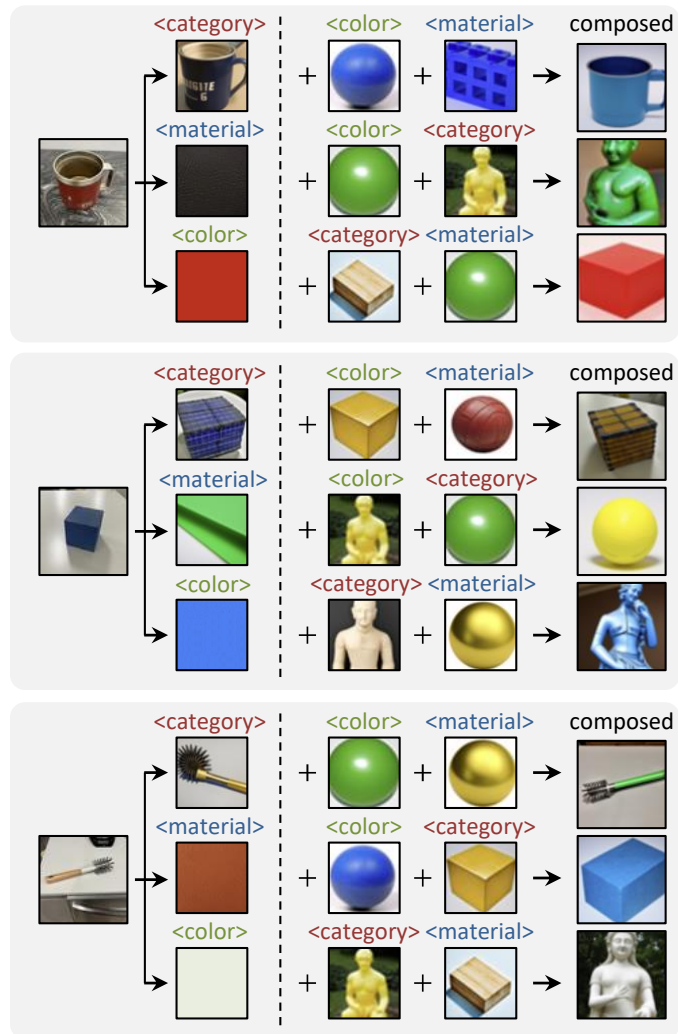 <category> <color> <material> composed
+ +
<material> <color> <category>
+ +
<color> <category> <material>
+ +
<category> <color> <material> composed
+ +
<material> <color> <category>
+ +
<color> <category> <material>
+ +
<category> <color> <material> composed
+ +
<material> <color> <category>
+ +
<color> <category> <material>
+ +